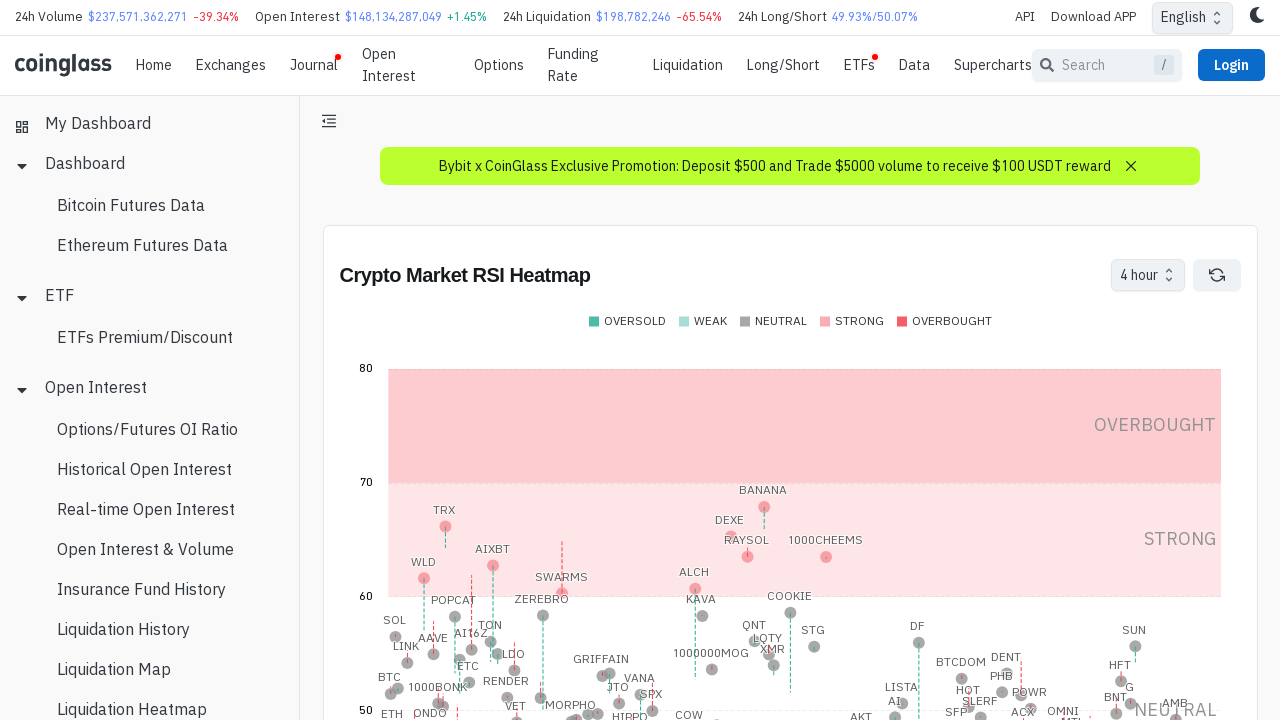 24h Volume $237,571,362,271 -39.34% Open Interest $148,134,287,049 +1.45% 24h Liquidation $198,782,246 -65.54% 24h Long/Short 49.93%/50.07% API Download APP English
coinglass Home Exchanges Journal Open Interest Options Funding Rate Liquidation Long/Short ETFs Data Supercharts Search / Login
My Dashboard
Dashboard
Bitcoin Futures Data
Ethereum Futures Data
ETF
ETFs Premium/Discount
Open Interest
Options/Futures OI Ratio
Historical Open Interest
Real-time Open Interest
Open Interest & Volume
Insurance Fund History
Liquidation History
Liquidation Map
Liquidation Heatmap
Bybit x CoinGlass Exclusive Promotion: Deposit $500 and Trade $5000 volume to receive $100 USDT reward
Crypto Market RSI Heatmap
4 hour
OVERSOLD WEAK NEUTRAL STRONG OVERBOUGHT
80
OVERBOUGHT
70
BANANA
TRX
DEXE
RAYSOL 1000CHEEMS
STRONG
AIXBT
WLD
ALCH
SWARMS
60
POPCAT ZEREBRO KAVA COOKIE
SOL
TON QNT DF
AI16Z STG SUN
AAVE LQTY
LINK XMR
LDO 1000000MOG
GRIFFAIN DENT
BTCDOM
ETC HFT
BTC VANA PHB
RENDER
1000BONK JTO LISTA G
HOT POWR
SPX
AI SLERF BNT
VET MORPHO AMB
ETH ONDO HIPPO COW AKT SFP ACX OMNI
50 NEUTRAL